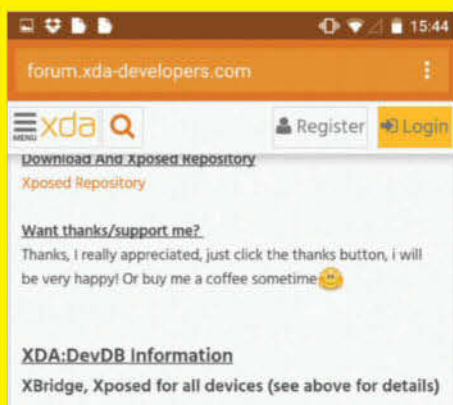 15:44
forum.xda-developers.com
MENU xda Register Login
Download And Xposed Repository
Xposed Repository
Want thanks/support me?
Thanks, I really appreciated, just click the thanks button, i will
be very happy! Or buy me a coffee sometime
XDA:DevDB Information
XBridge, Xposed for all devices (see above for details)